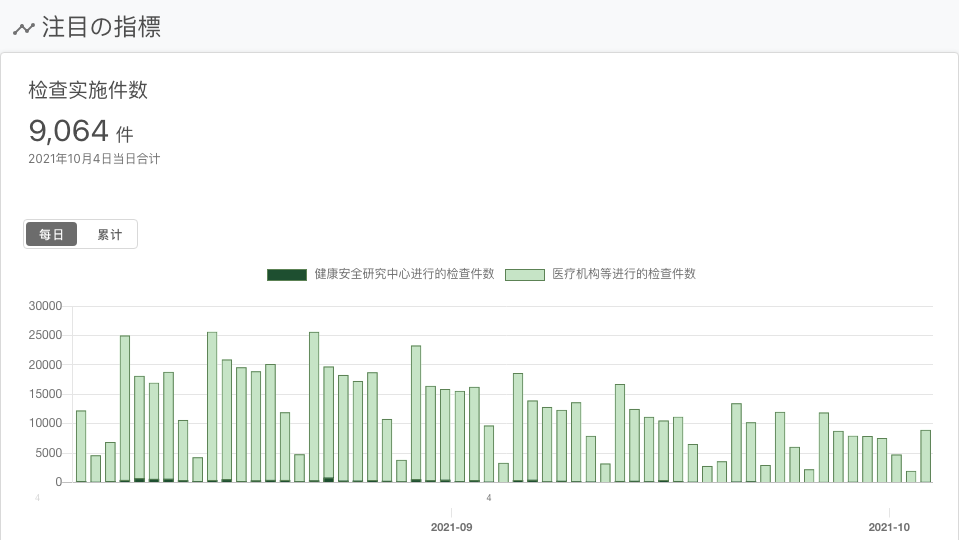 注目の指標
检查实施件数
9,064 件
2021年10月4日当日合计
每日 累计
健康安全研究中心进行的检查件数 医疗机构等进行的检查件数
30000
25000
20000
15000
10000
5000
0
4 4
2021-09 2021-10